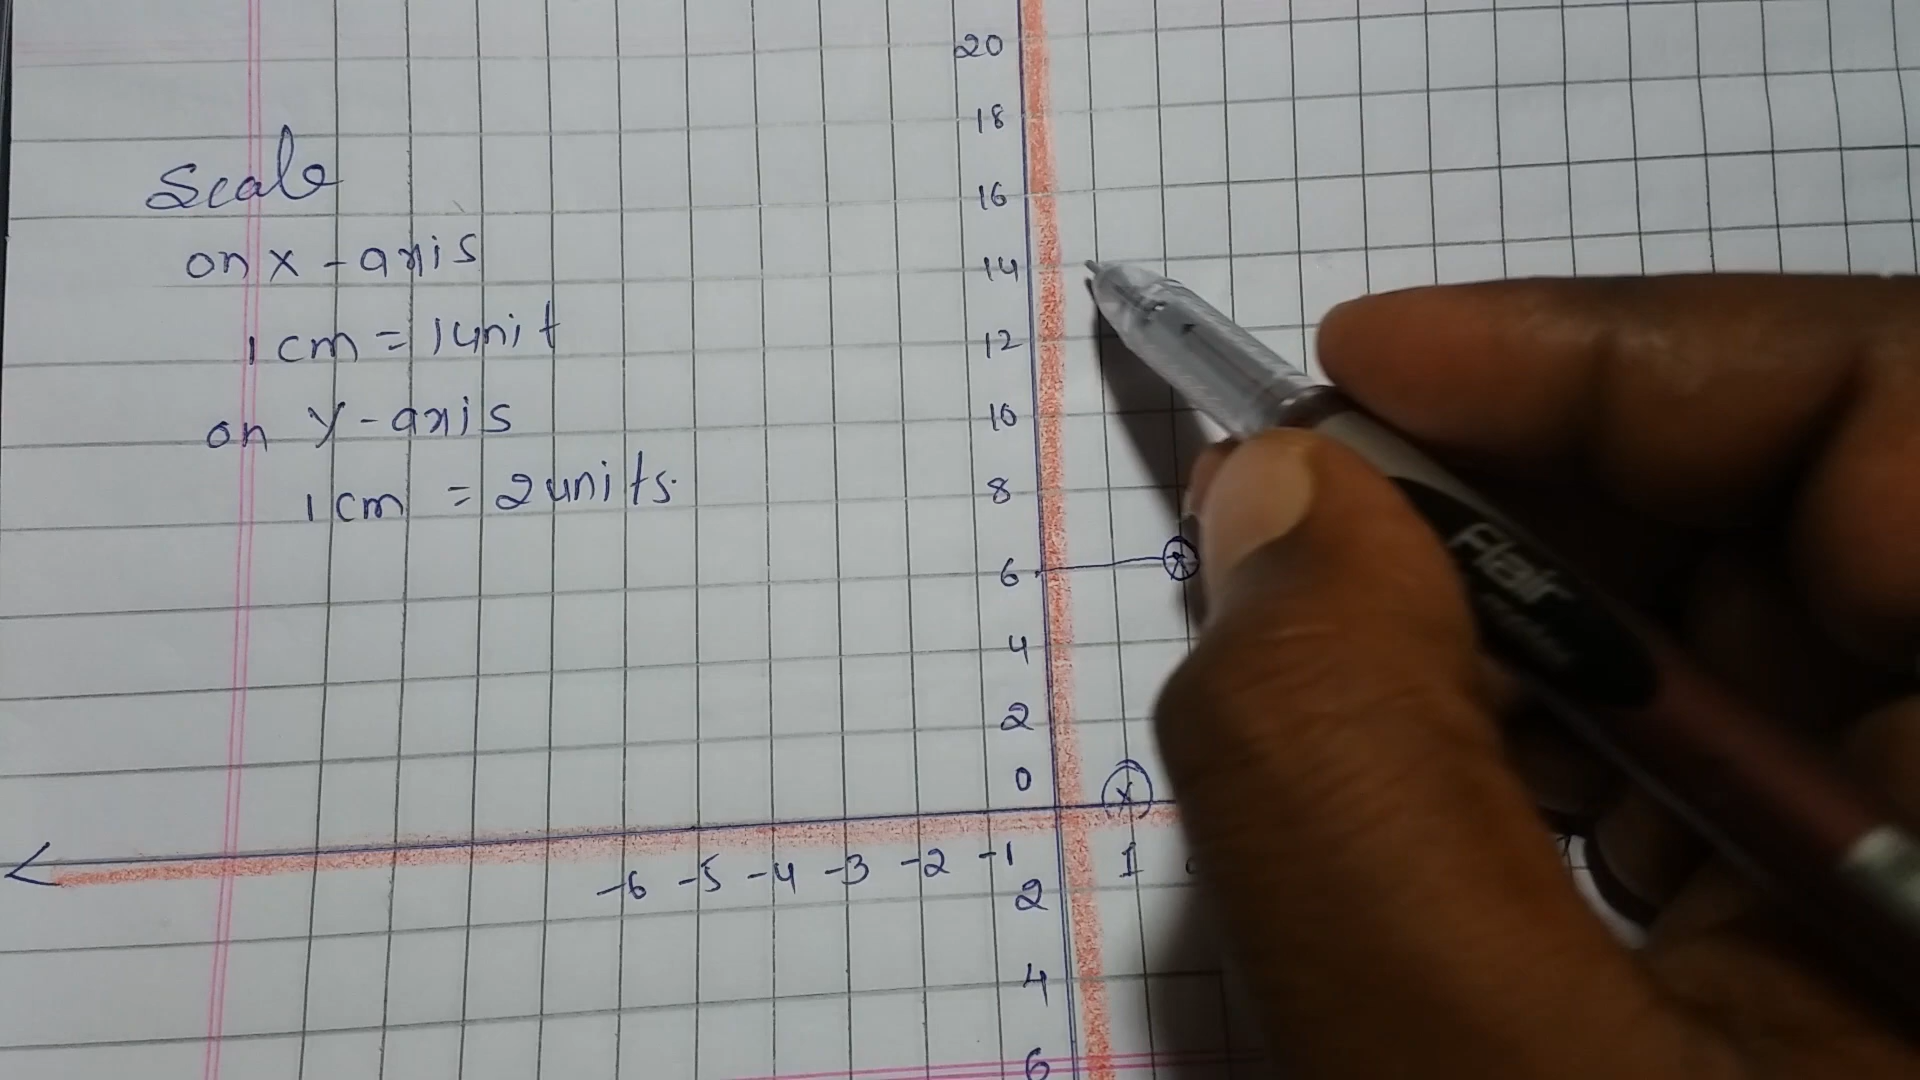 Scale
on x-axis
1 cm = 1 unit
on y-axis
1 cm = 2 units.
20
18
16
14
12
10
8
6
4
2
0
-6 -5 -4 -3 -2 -1 1
2
4
6
Flair